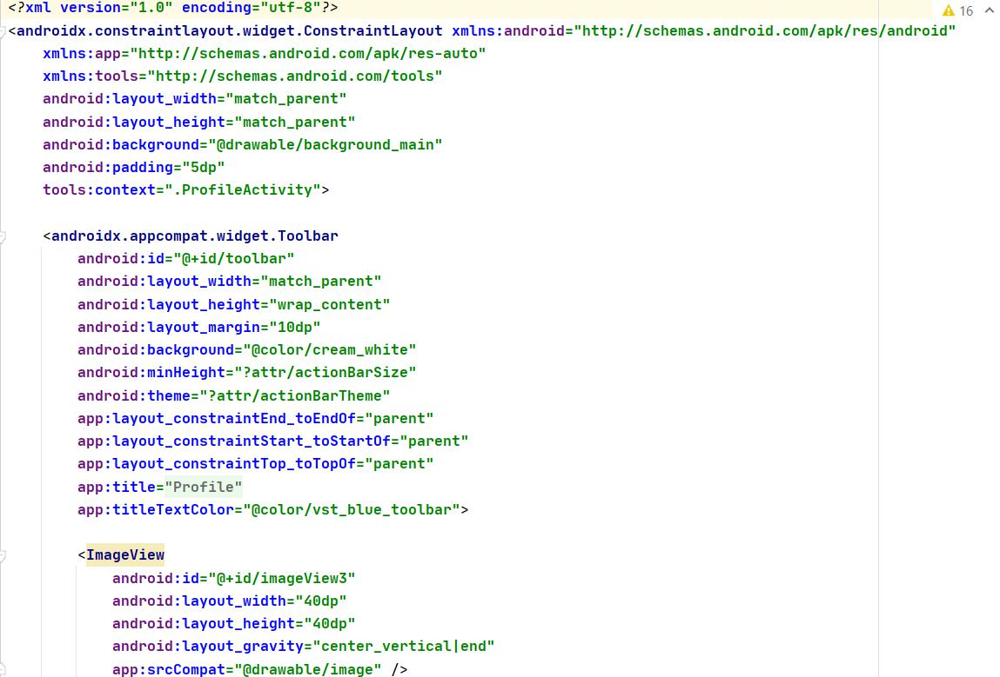 <?xml version="1.0" encoding="utf-8"?>
16
<androidx.constraintlayout.widget.ConstraintLayout xmlns:android="http://schemas.android.com/apk/res/android"
    xmlns:app="http://schemas.android.com/apk/res-auto"
    xmlns:tools="http://schemas.android.com/tools"
    android:layout_width="match_parent"
    android:layout_height="match_parent"
    android:background="@drawable/background_main"
    android:padding="5dp"
    tools:context=".ProfileActivity">

    <androidx.appcompat.widget.Toolbar
        android:id="@+id/toolbar"
        android:layout_width="match_parent"
        android:layout_height="wrap_content"
        android:layout_margin="10dp"
        android:background="@color/cream_white"
        android:minHeight="?attr/actionBarSize"
        android:theme="?attr/actionBarTheme"
        app:layout_constraintEnd_toEndOf="parent"
        app:layout_constraintStart_toStartOf="parent"
        app:layout_constraintTop_toTopOf="parent"
        app:title="Profile"
        app:titleTextColor="@color/vst_blue_toolbar">

        <ImageView
            android:id="@+id/imageView3"
            android:layout_width="40dp"
            android:layout_height="40dp"
            android:layout_gravity="center_vertical|end"
            app:srcCompat="@drawable/image" />